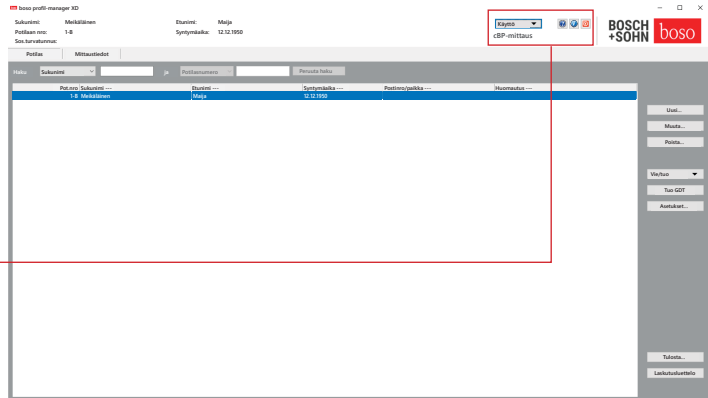 boso profil-manager XD
Sukunimi: Meikäläinen Etunimi: Maija
Potilaan nro: 1-8 Syntymäaika: 12.12.1950
Sos.turvatunnus:
Käyttö
cBP-mittaus
BOSCH
+SOHN
boso
Potilas Mittaustiedot
Haku Sukunimi ja Potilasnumero Peruuta haku
Pot.nro Sukunimi --- Etunimi --- Syntymäaika --- Postinro/paikka --- Huomautus ---
1-8 Meikäläinen Maija 12.12.1950
Uusi...
Muuta...
Poista...
Vie/tuo
Tuo GDT
Asetukset...
Tulosta...
Laskutusluettelo